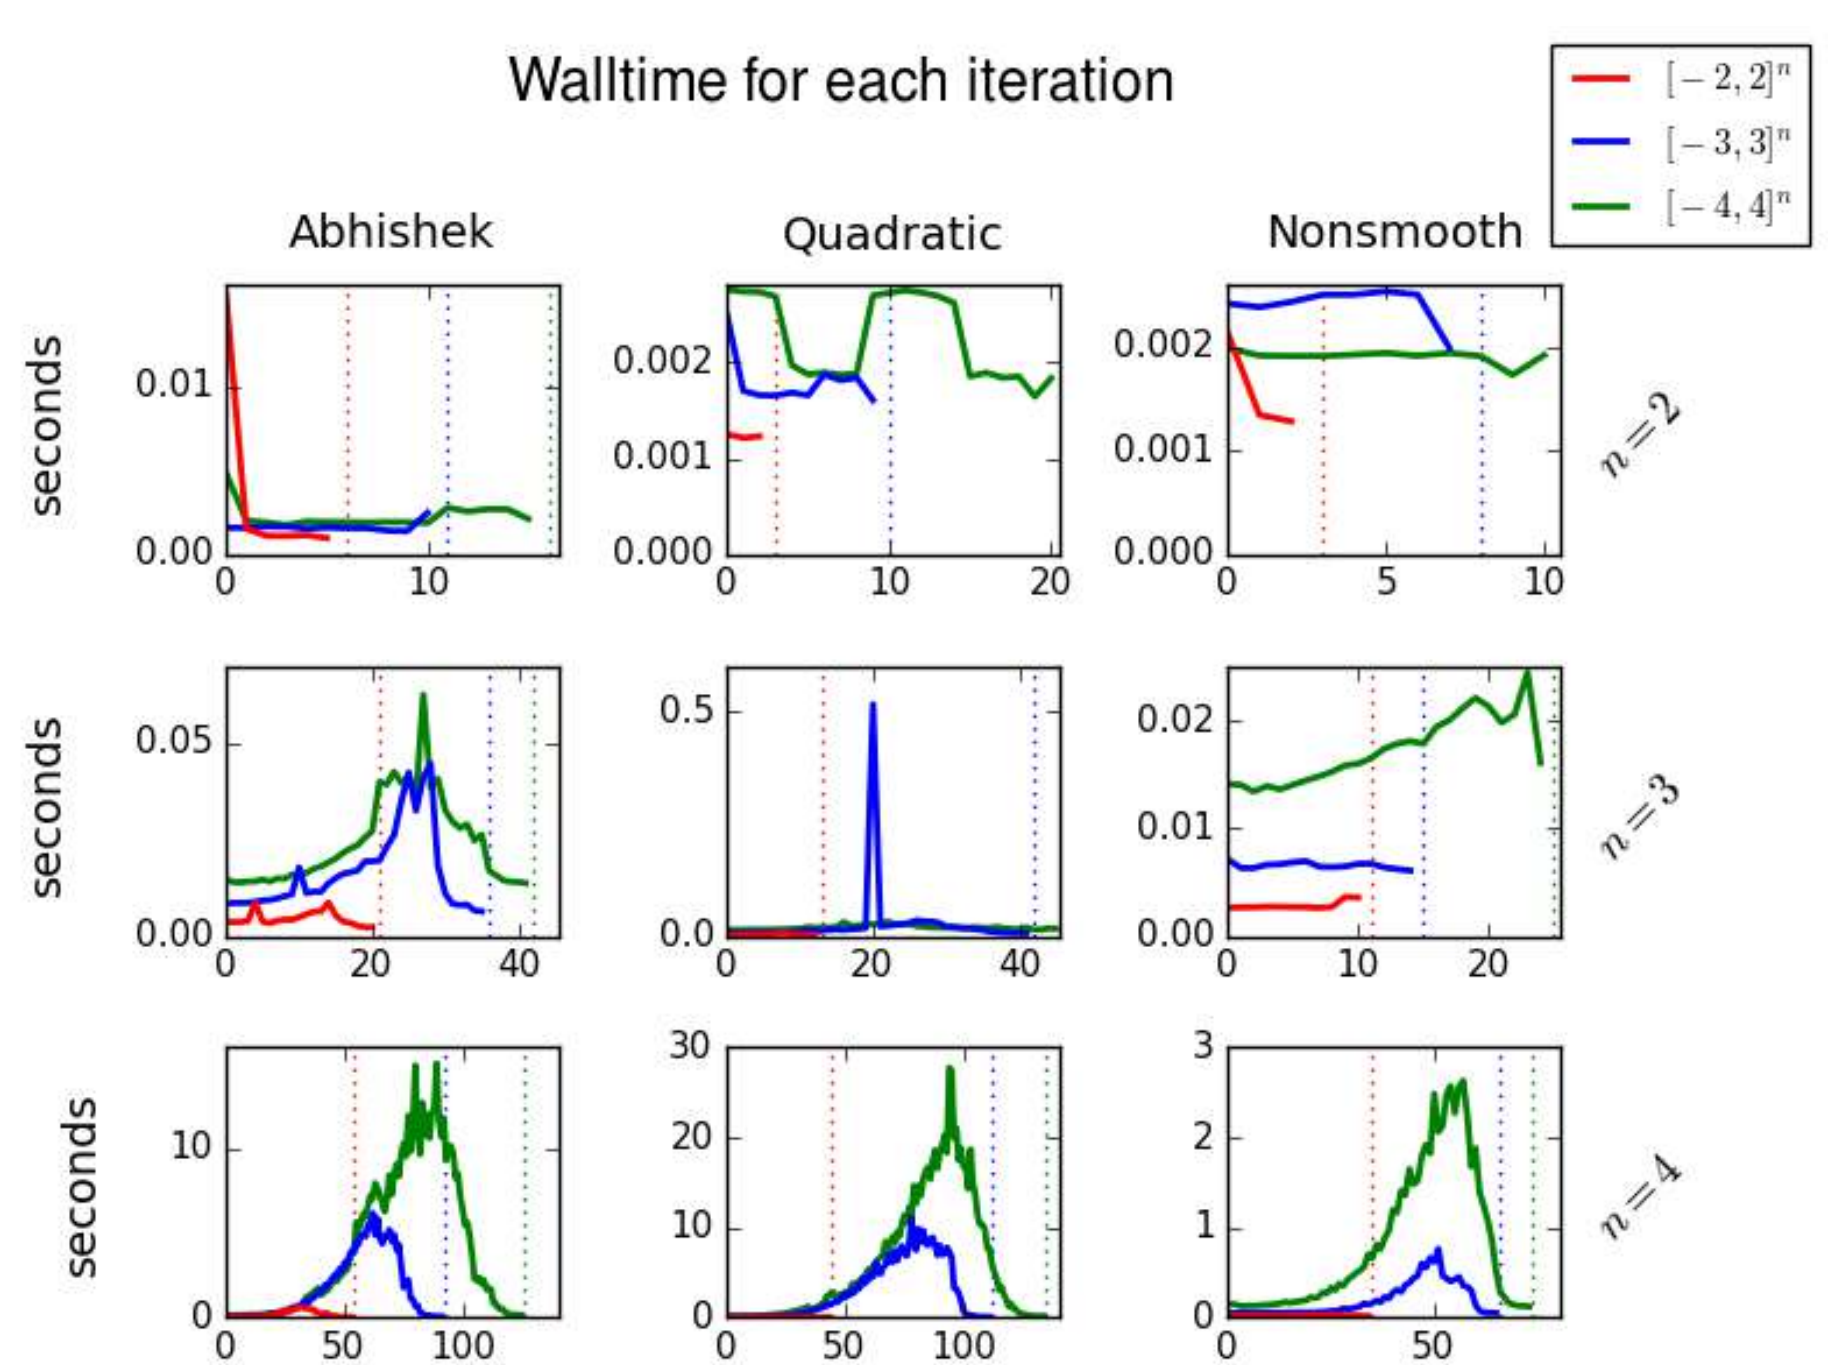 Walltime for each iteration
[−2,2]ⁿ
[−3,3]ⁿ
[−4,4]ⁿ
Abhishek Quadratic Nonsmooth
seconds
0.01
0.00
0 10
0.002
0.001
0.000
0 10 20
0.002
0.001
0.000
0 5 10
n=2
seconds
0.05
0.00
0 20 40
0.5
0.0
0 20 40
0.02
0.01
0.00
0 10 20
n=3
seconds
10
0
0 50 100
30
20
10
0
0 50 100
3
2
1
0
0 50
n=4